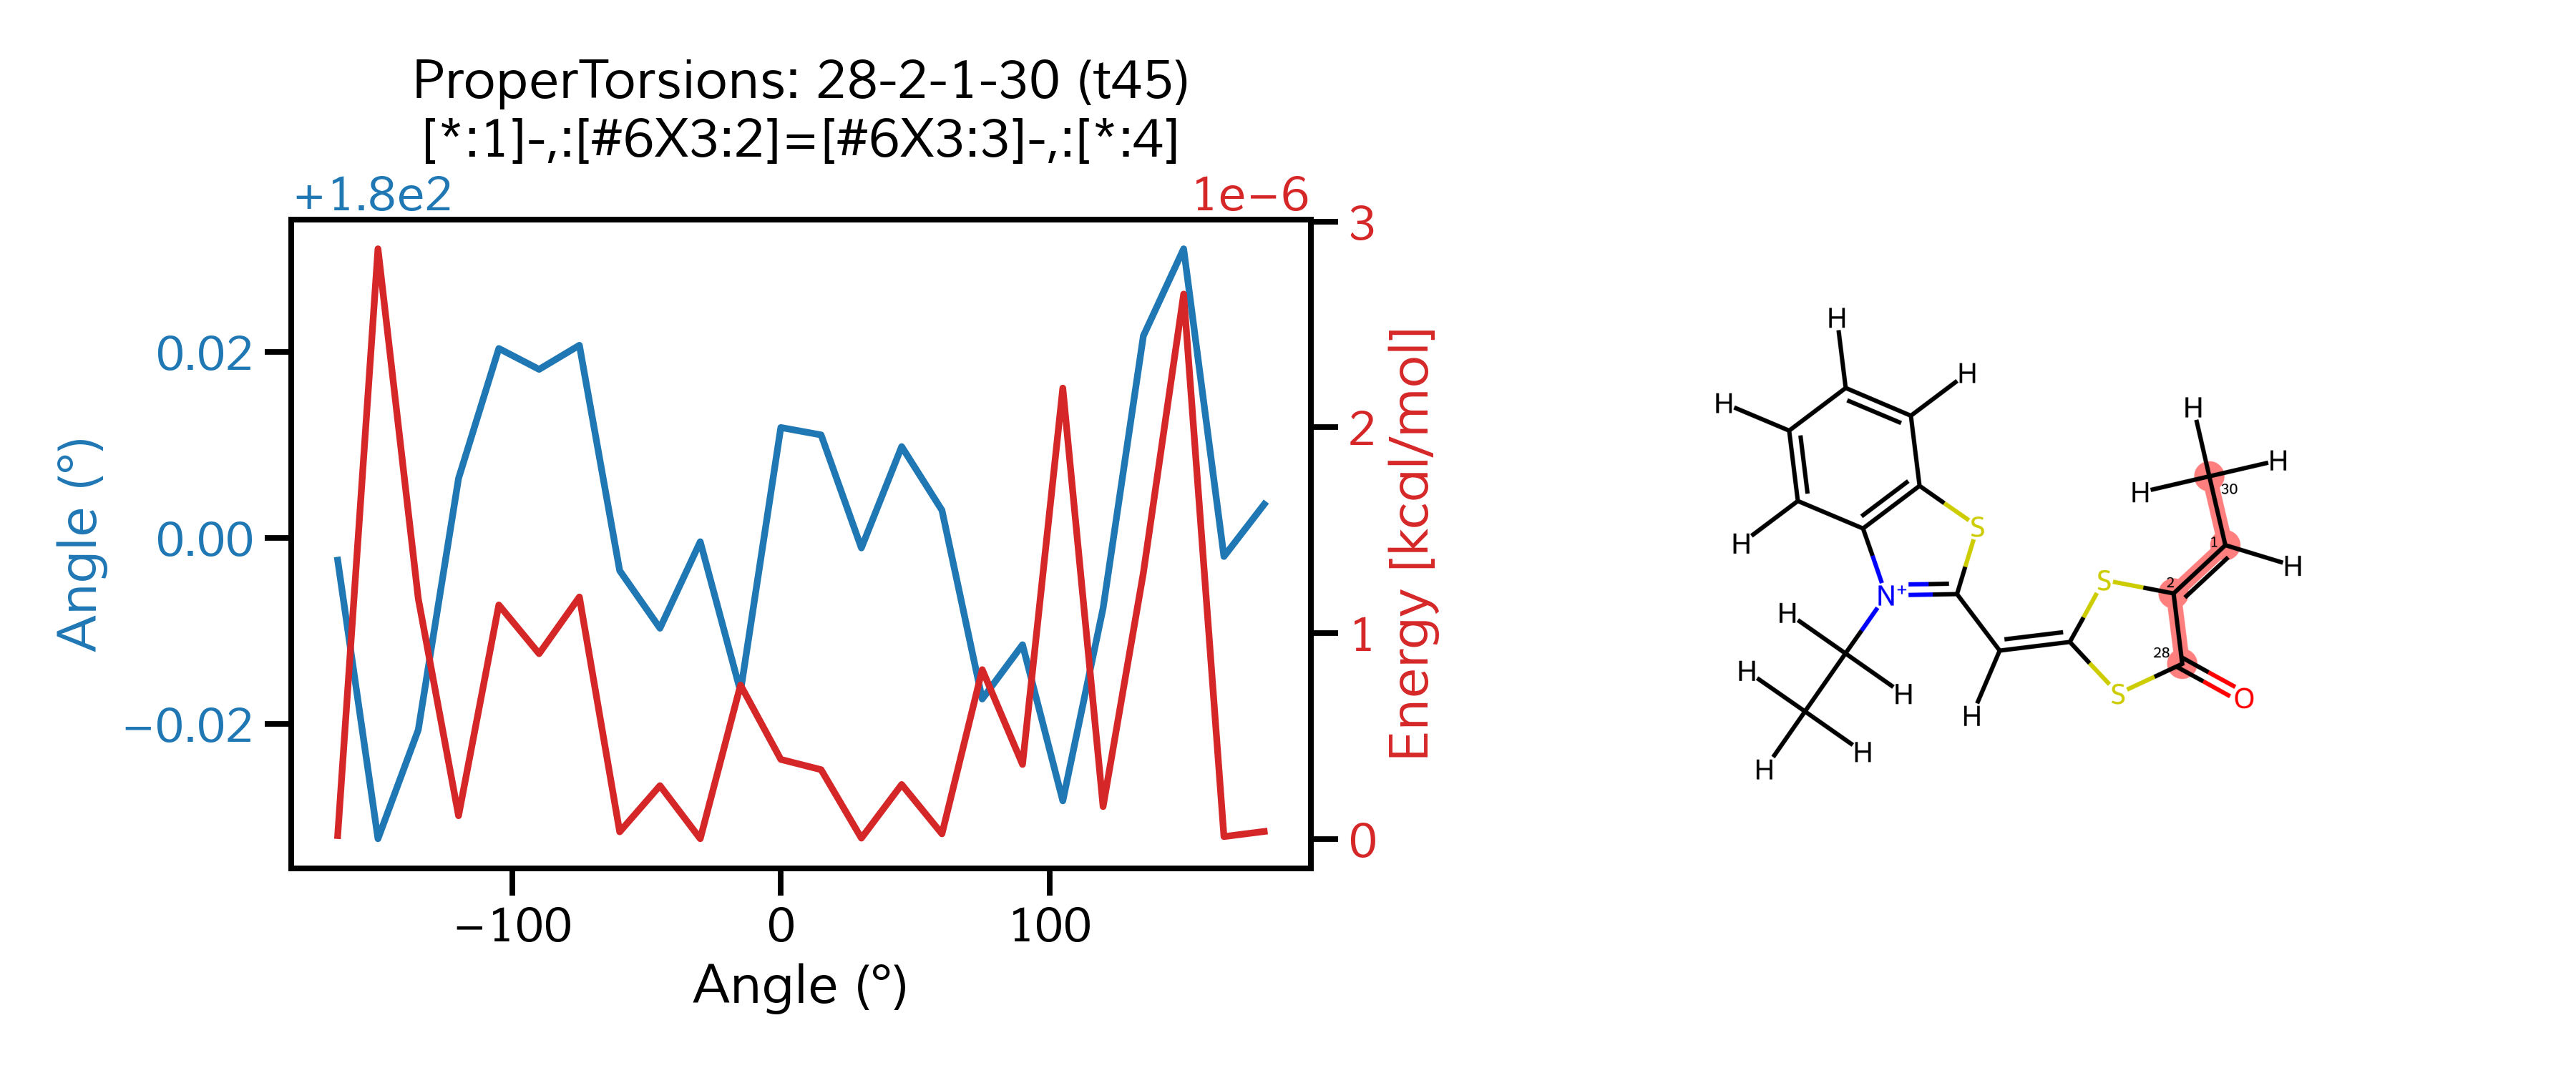 ProperTorsions: 28-2-1-30 (t45)
[*:1]-,:[#6X3:2]=[#6X3:3]-,:[*:4]
+1.8e2
1e−6
Angle (°)
0.02
0.00
−0.02
3
2
1
0
Energy [kcal/mol]
−100
0
100
Angle (°)
H
H
H
H
H
H
H
30
S
1
H
H
S
2
N+
H
28
H
H
S
O
H
H
H